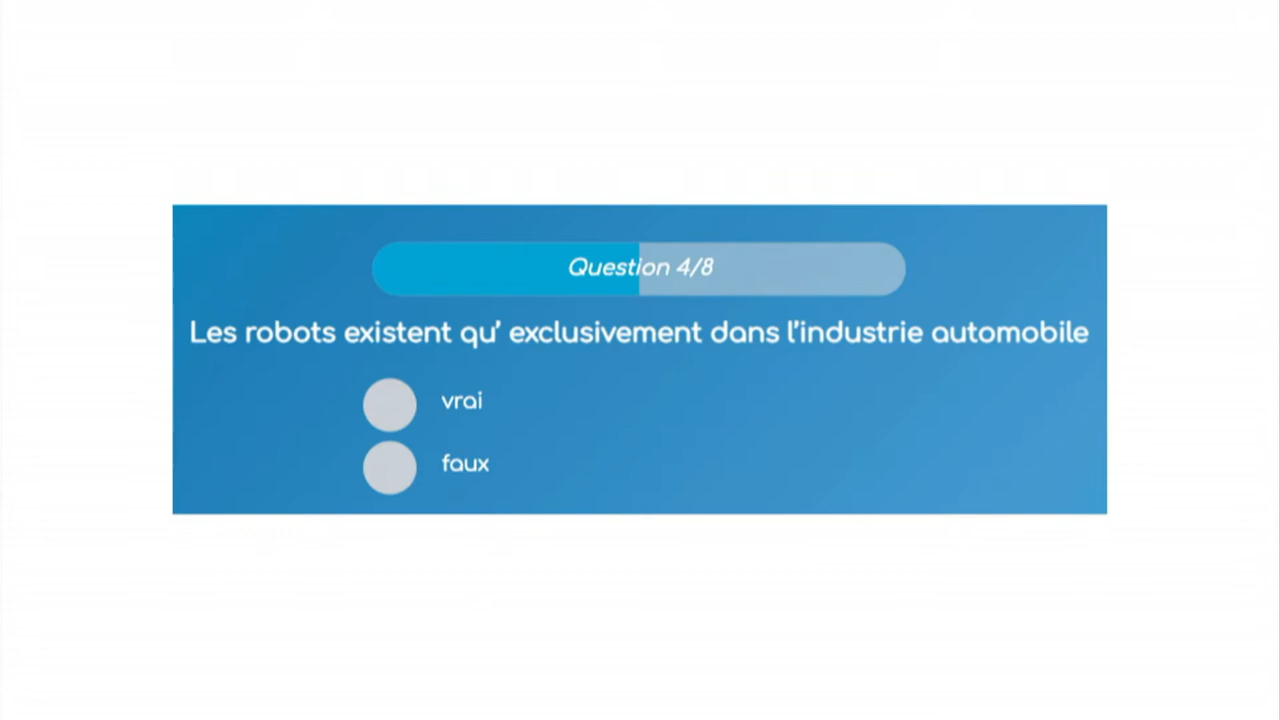 Question 4/8
Les robots existent qu’ exclusivement dans l’industrie automobile
vrai
faux